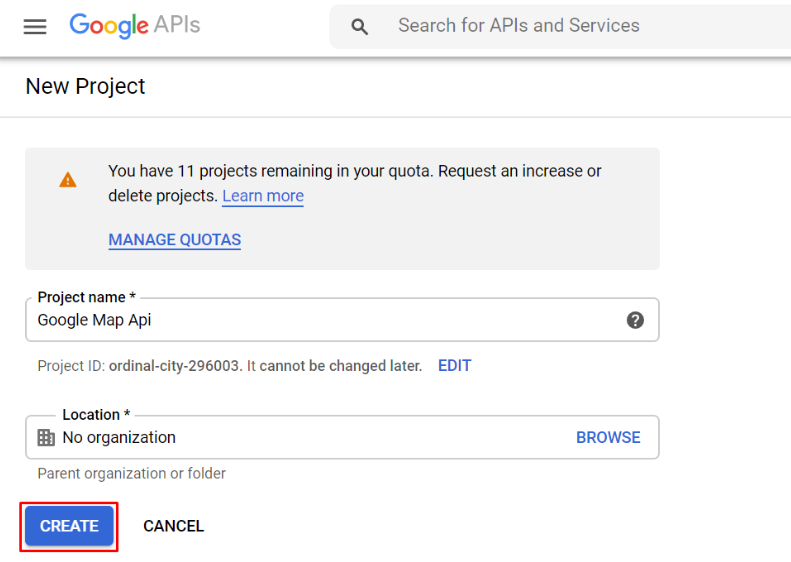 Google APIs
Search for APIs and Services
New Project
You have 11 projects remaining in your quota. Request an increase or
delete projects. Learn more
MANAGE QUOTAS
Project name *
Google Map Api
Project ID: ordinal-city-296003. It cannot be changed later. EDIT
Location *
No organization BROWSE
Parent organization or folder
CREATE CANCEL